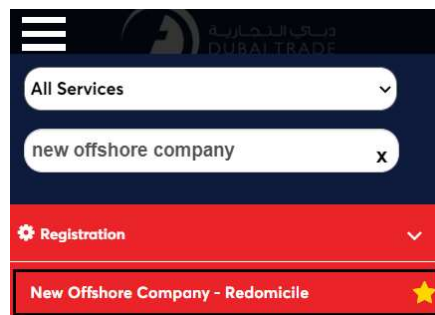 دبي التجارية
DUBAI TRADE
All Services
new offshore company
x
Registration
New Offshore Company - Redomicile